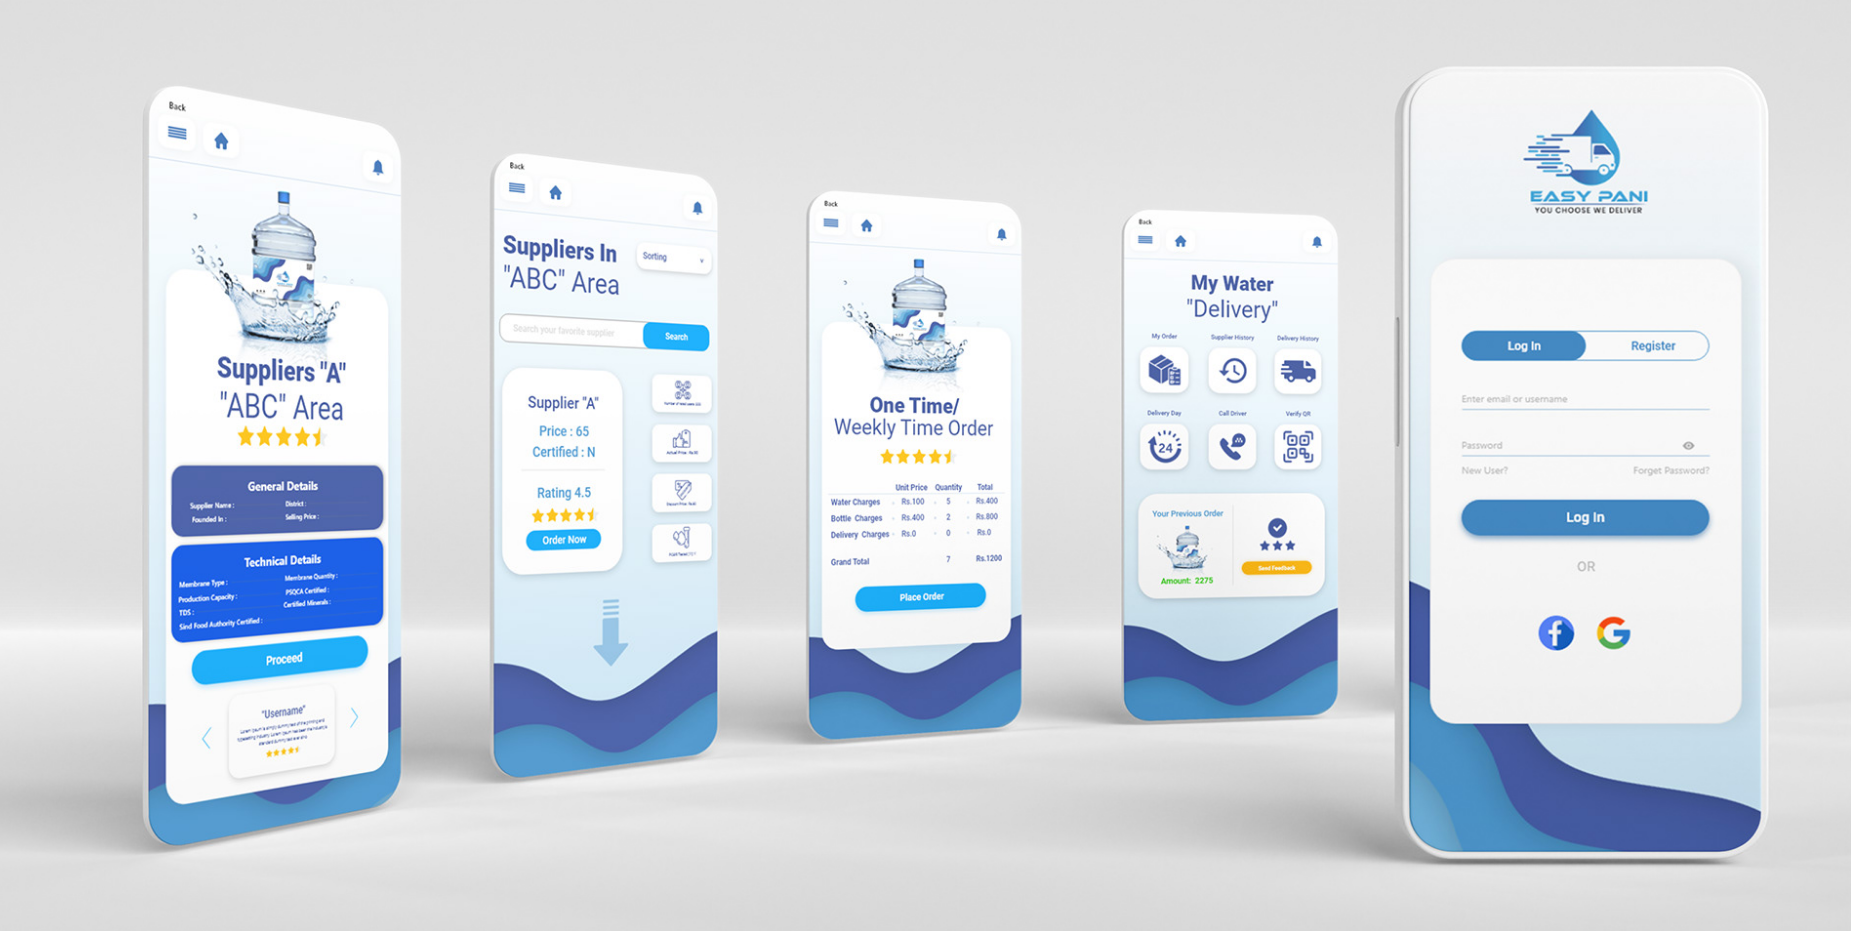 Back
Suppliers "A"
"ABC" Area
General Details
Supplier Name :
District :
Founded In :
Selling Price :
Technical Details
Membrane Type :
Membrane Quantity :
Production Capacity :
PSQCA Certified :
TDS :
Certified Minerals :
Sind Food Authority Certified :
Proceed
"Username"
Back
Suppliers In
"ABC" Area
Sorting
Search your favorite supplier
Search
Supplier "A"
Price : 65
Certified : N
Rating 4.5
Order Now
Back
One Time/
Weekly Time Order
Unit Price Quantity Total
Water Charges - Rs.100 - 5 - Rs.400
Bottle Charges - Rs.400 - 2 - Rs.800
Delivery Charges - Rs.0 - 0 - Rs.0
Grand Total 7 Rs.1200
Place Order
Back
My Water
"Delivery"
My Order
Supplier History
Delivery History
Delivery Day
Call Driver
Verify QR
24
Your Previous Order
Amount: 2275
Send Feedback
EASY PANI
YOU CHOOSE WE DELIVER
Log In
Register
Enter email or username
Password
New User?
Forget Password?
Log In
OR